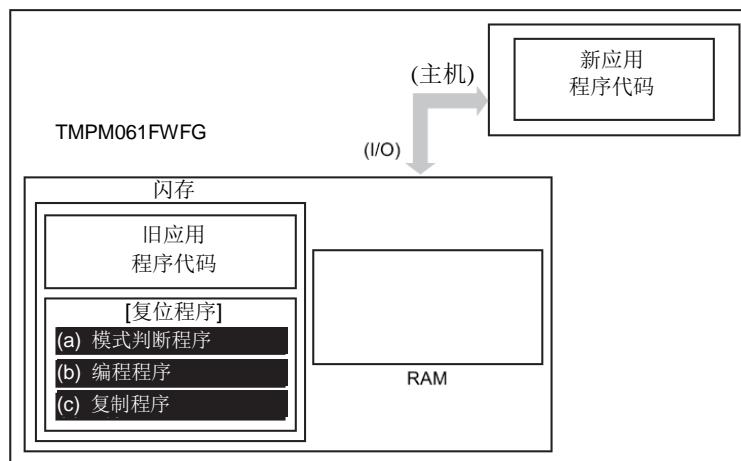 新应用
程序代码
(主机)
TMPM061FWFG
(I/O)
闪存
旧应用
程序代码
[复位程序]
(a) 模式判断程序
(b) 编程程序
(c) 复制程序
RAM